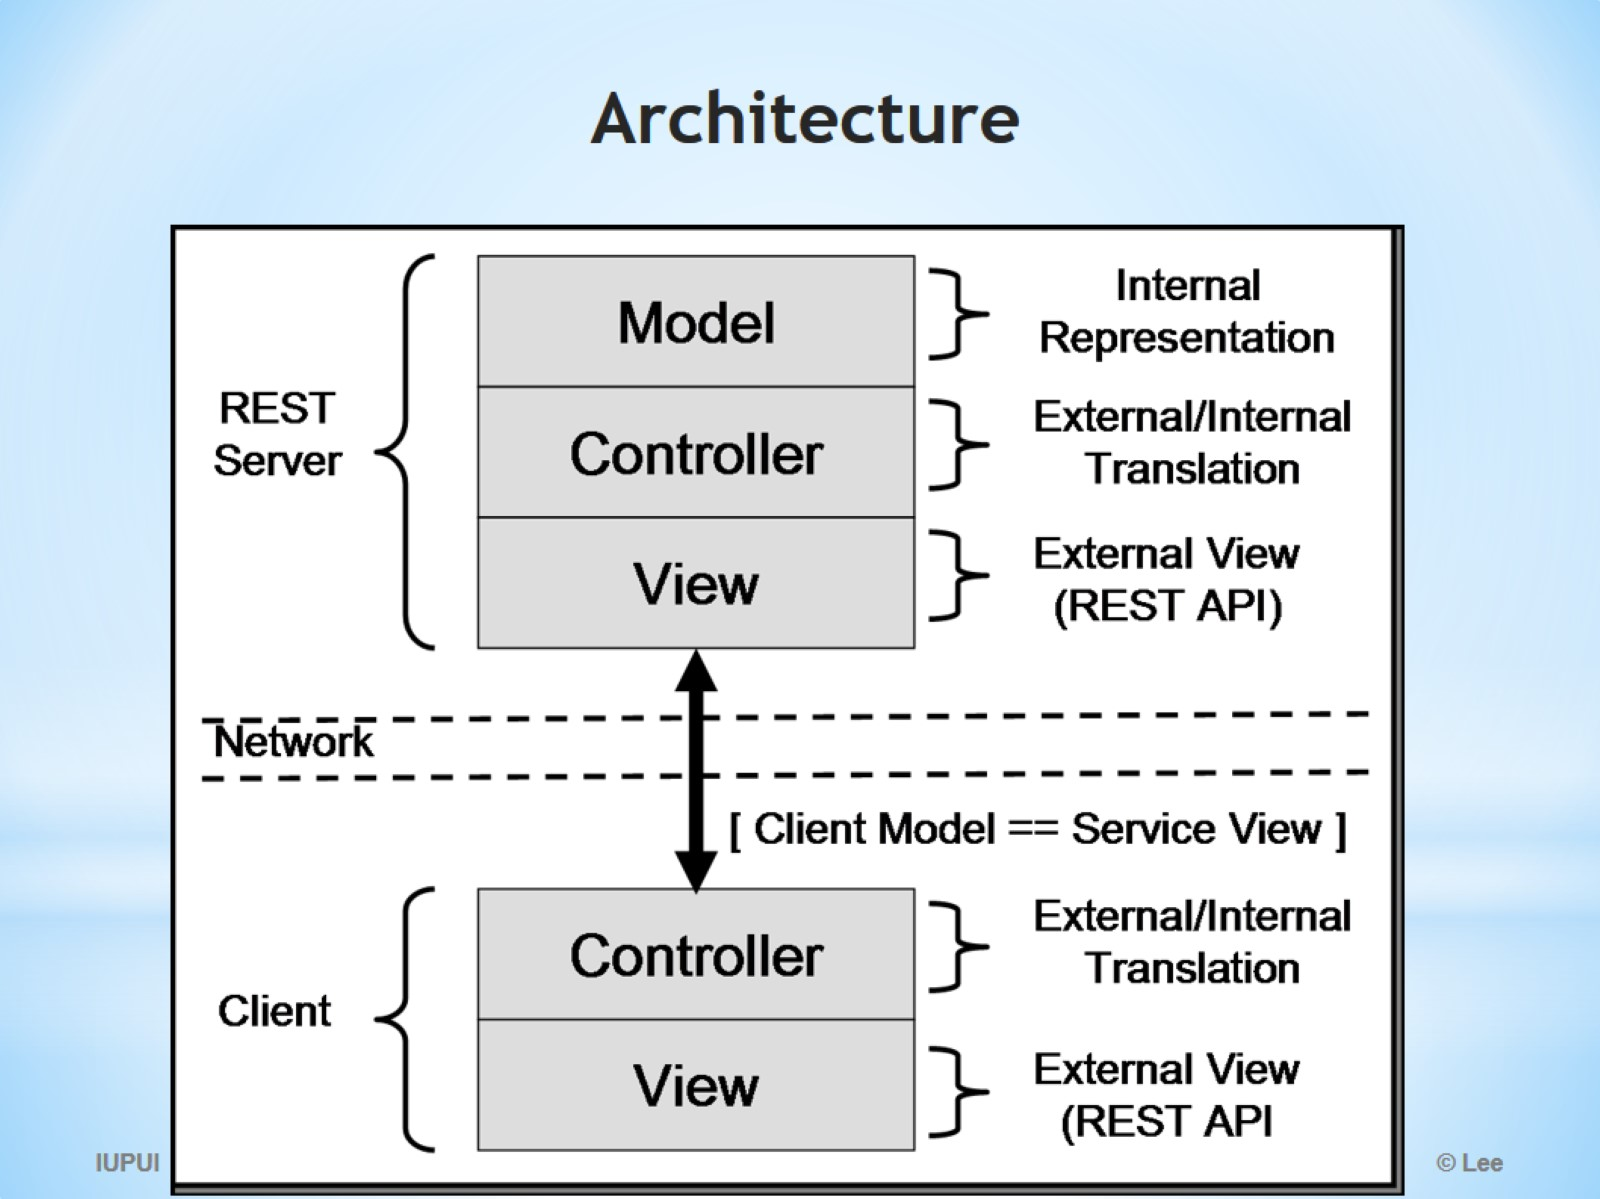 Architecture
Model
Internal
Representation
REST
Server
Controller
External/Internal
Translation
View
External View
(REST API)
Network
[ Client Model == Service View ]
Client
Controller
External/Internal
Translation
View
External View
(REST API
IUPUI
© Lee